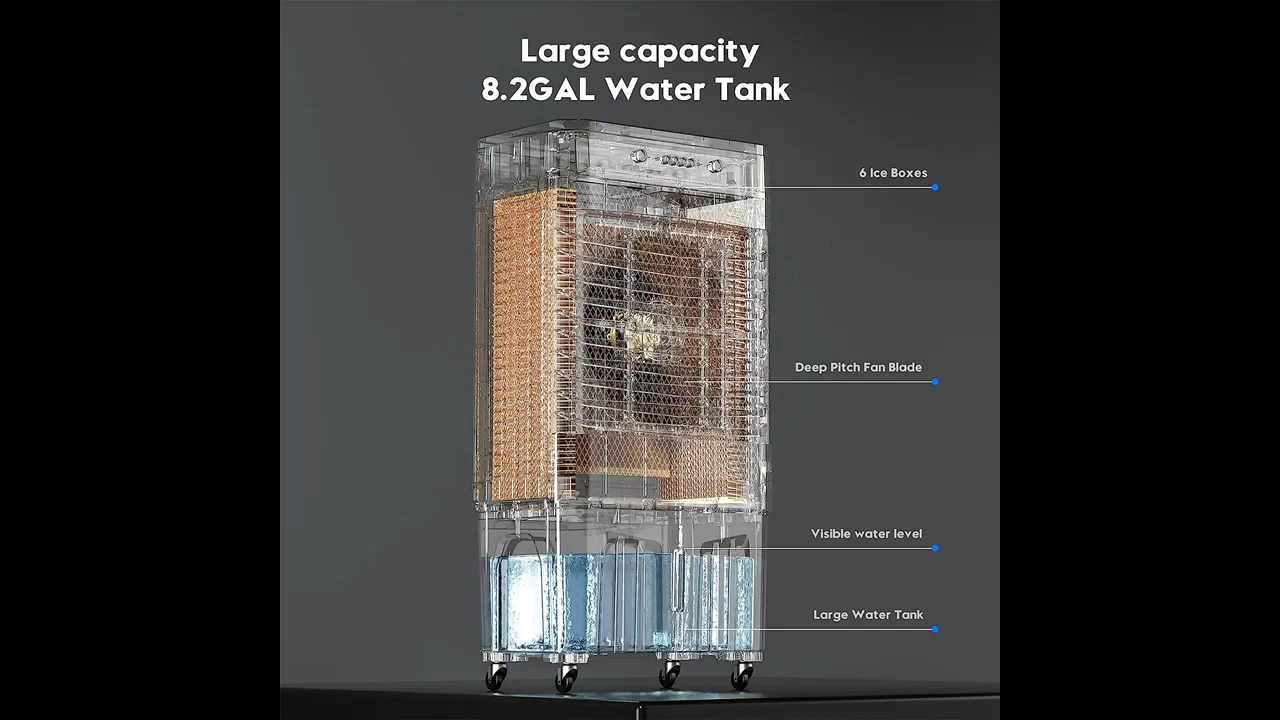 Large capacity
8.2GAL Water Tank
6 Ice Boxes
Deep Pitch Fan Blade
Visible water level
Large Water Tank